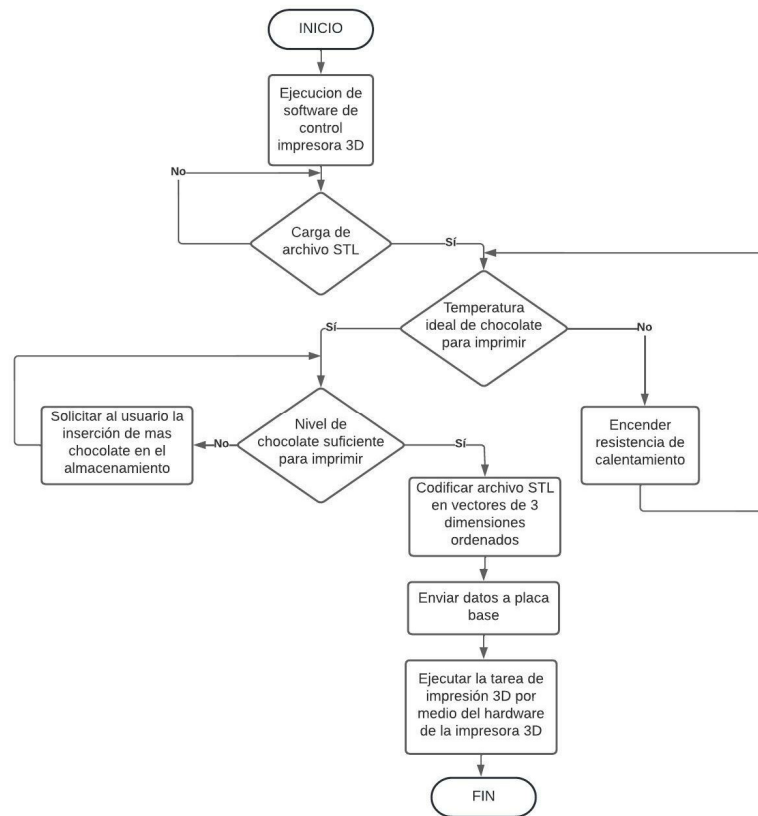 INICIO
Ejecucion de
software de
control
impresora 3D
No
Carga de
archivo STL
Sí
Temperatura
ideal de chocolate
para imprimir
Sí
No
Solicitar al usuario la
inserción de mas
chocolate en el
almacenamiento
No
Nivel de
chocolate suficiente
para imprimir
Sí
Encender
resistencia de
calentamiento
Codificar archivo STL
en vectores de 3
dimensiones
ordenados
Enviar datos a placa
base
Ejecutar la tarea de
impresión 3D por
medio del hardware
de la impresora 3D
FIN